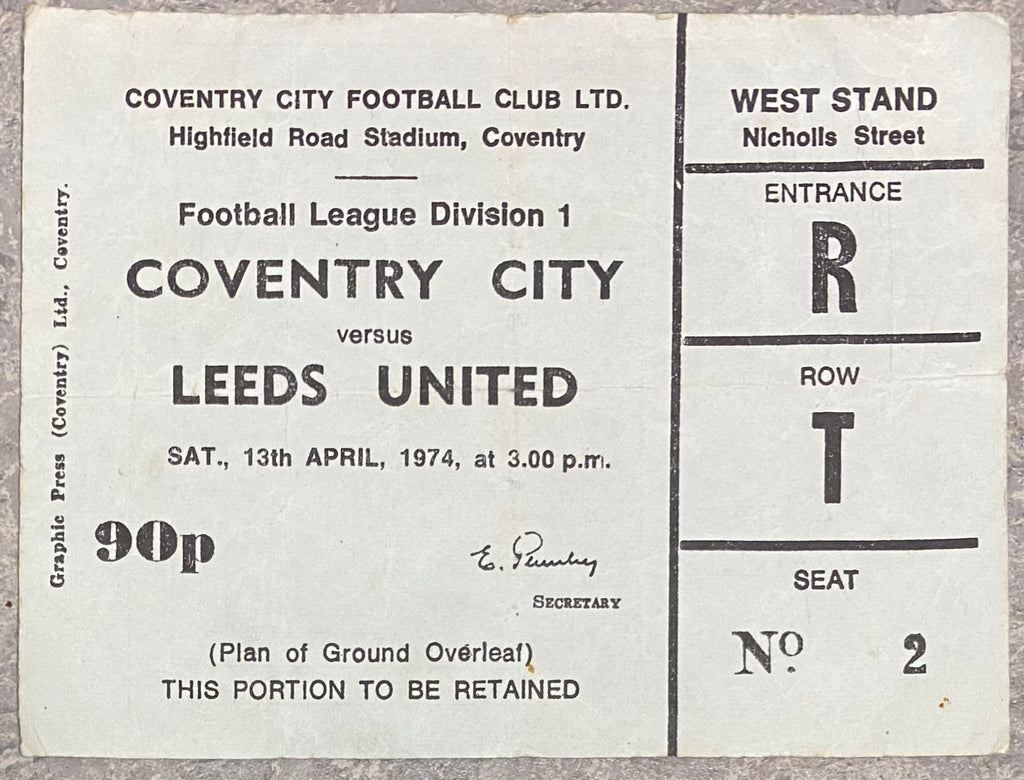 COVENTRY CITY FOOTBALL CLUB LTD.
Highfield Road Stadium, Coventry
Football League Division 1
COVENTRY CITY
versus
LEEDS UNITED
SAT., 13th APRIL, 1974, at 3.00 p.m.
90p
E.
SECRETARY
(Plan of Ground Overleaf)
THIS PORTION TO BE RETAINED
Graphic Press (Coventry) Ltd., Coventry.
WEST STAND
Nicholls Street
ENTRANCE
R
ROW
T
SEAT
Nº. 2